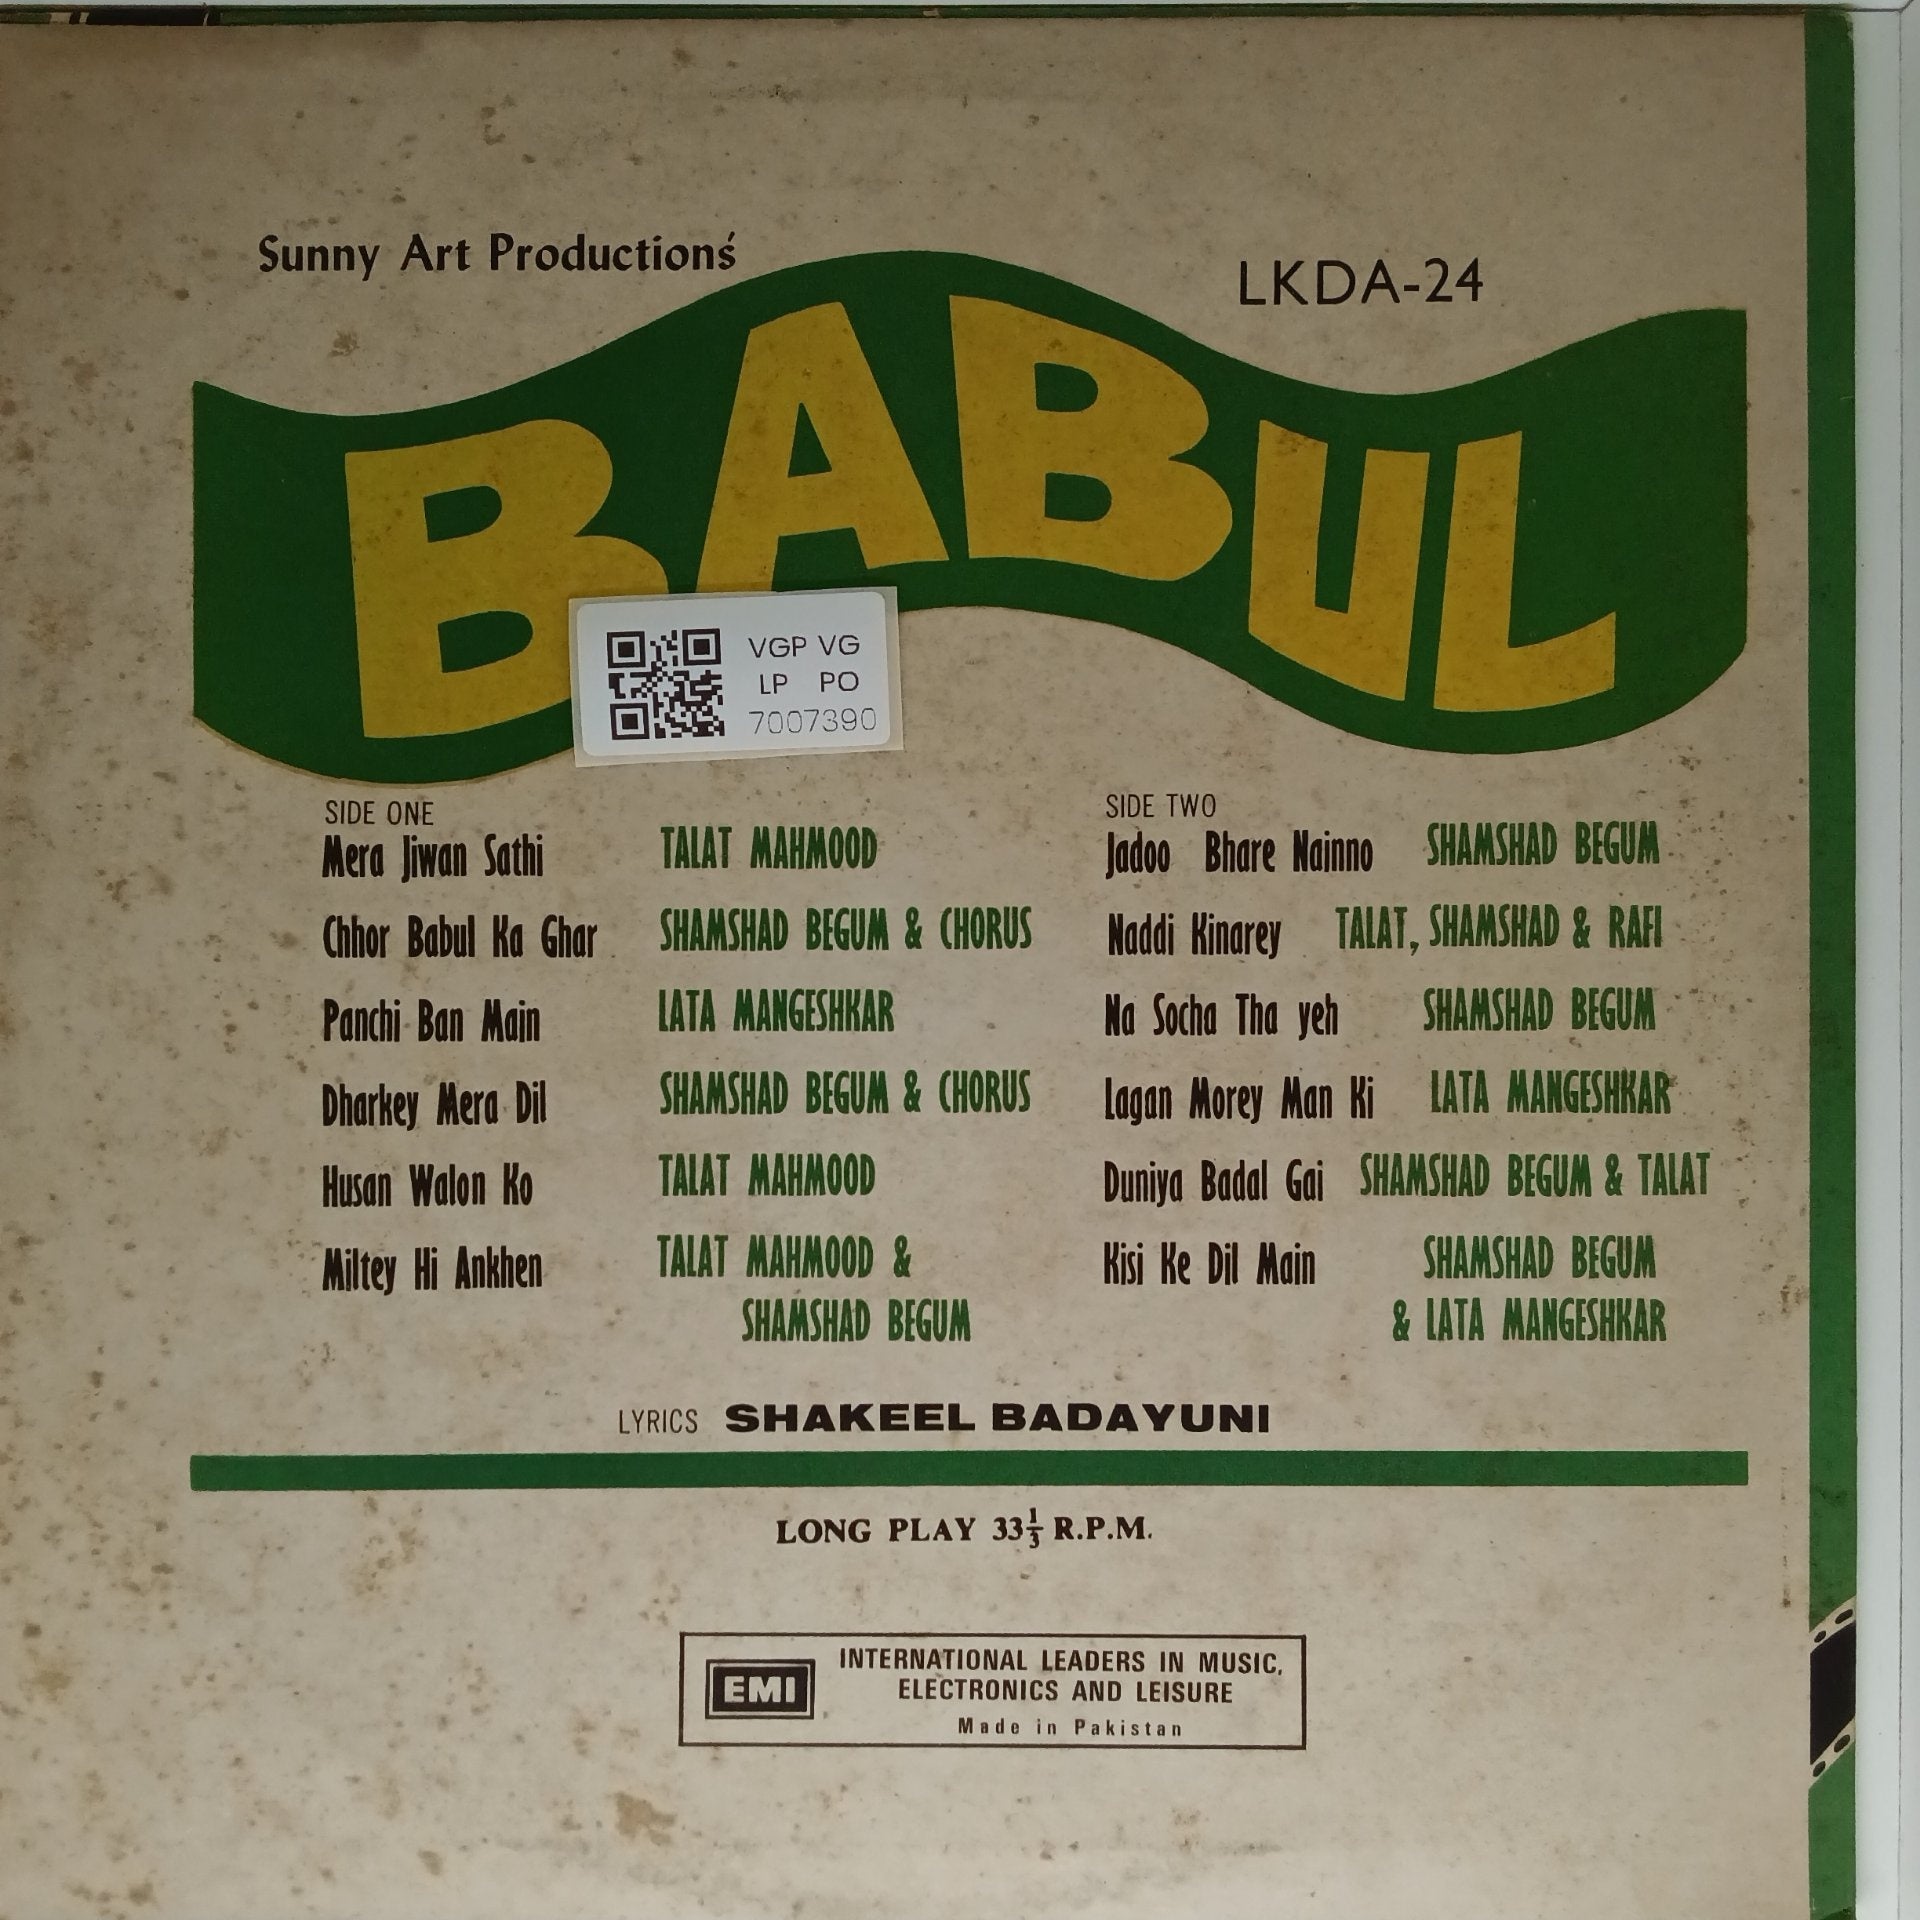 Sunny Art Productions'
LKDA-24
BABUL
VGP VG
LP PO
7007390
SIDE ONE
Mera Jiwan Sathi TALAT MAHMOOD
Chhor Babul Ka Ghar SHAMSHAD BEGUM & CHORUS
Panchi Ban Main LATA MANGESHKAR
Dharkey Mera Dil SHAMSHAD BEGUM & CHORUS
Husan Walon Ko TALAT MAHMOOD
Miltey Hi Ankhen TALAT MAHMOOD &
SHAMSHAD BEGUM
SIDE TWO
Jadoo Bhare Nainno SHAMSHAD BEGUM
Naddi Kinarey TALAT, SHAMSHAD & RAFI
Na Socha Tha yeh SHAMSHAD BEGUM
Lagan Morey Man Ki LATA MANGESHKAR
Duniya Badal Gai SHAMSHAD BEGUM & TALAT
Kisi Ke Dil Main SHAMSHAD BEGUM
& LATA MANGESHKAR
LYRICS SHAKEEL BADAYUNI
LONG PLAY 33⅓ R.P.M.
EMI
INTERNATIONAL LEADERS IN MUSIC,
ELECTRONICS AND LEISURE
Made in Pakistan